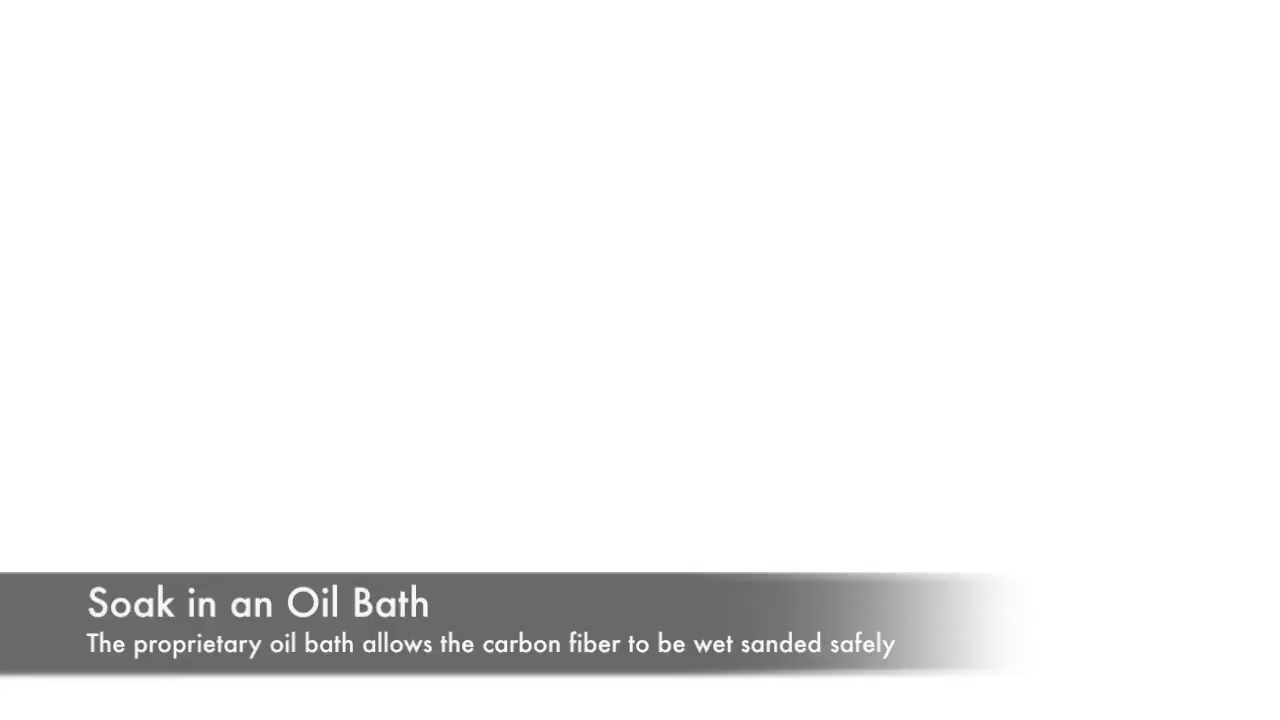 Soak in an Oil Bath
The proprietary oil bath allows the carbon fiber to be wet sanded safely